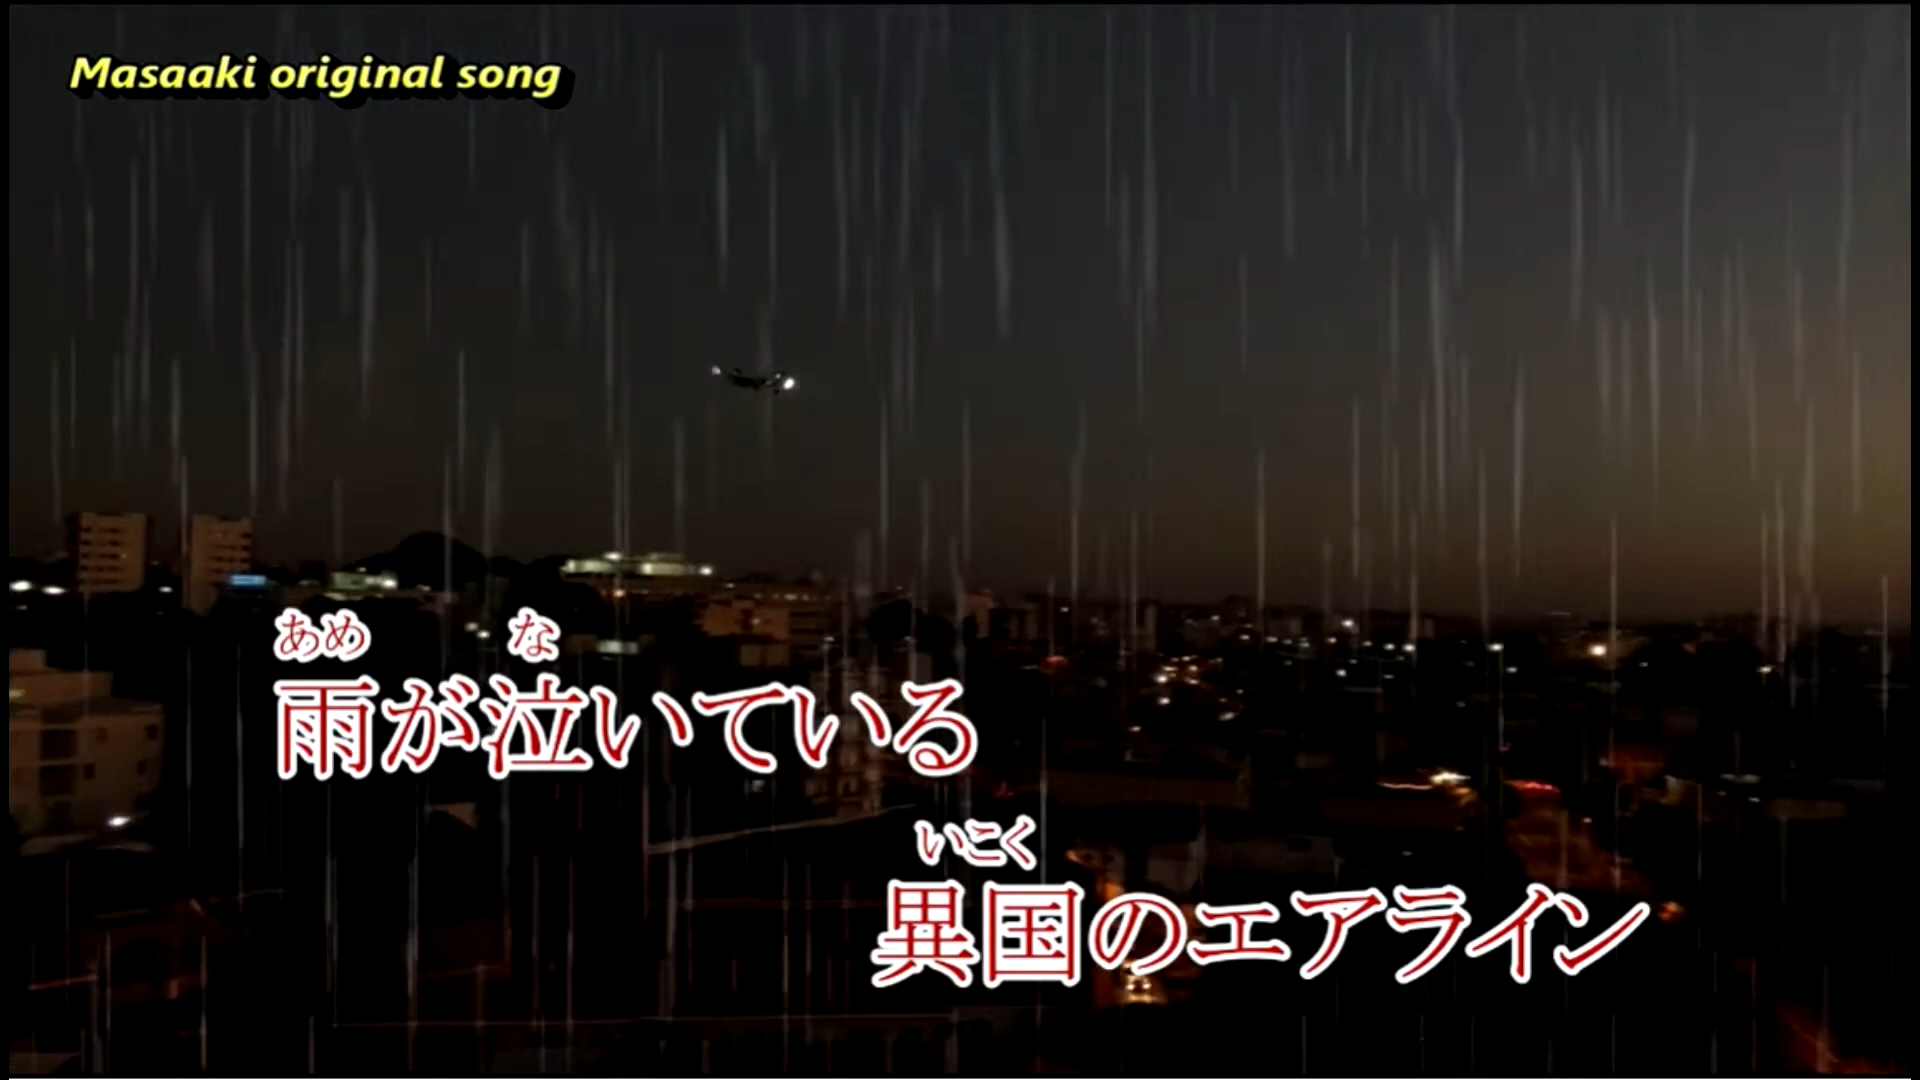 Masaaki original song
あめ な
雨が泣いている
いこく
異国のエアライン